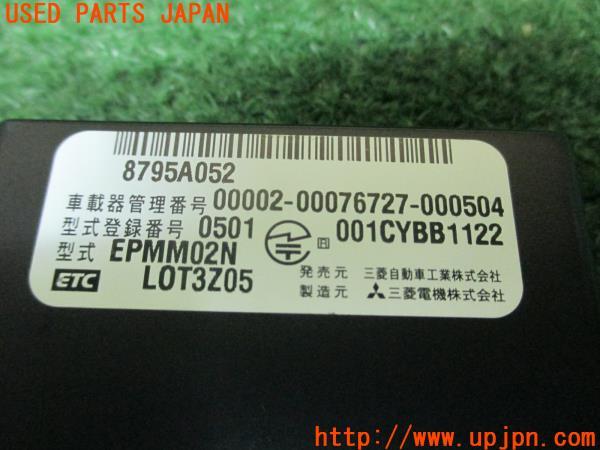 USED PARTS JAPAN
8795A052
車載器管理番号 00002-00076727-000504
型式登録番号 0501 回 001CYBB1122
型式 EPMM02N
ETC LOT3Z05
発売元 三菱自動車工業株式会社
製造元 三菱電機株式会社
http://www.upjpn.com/